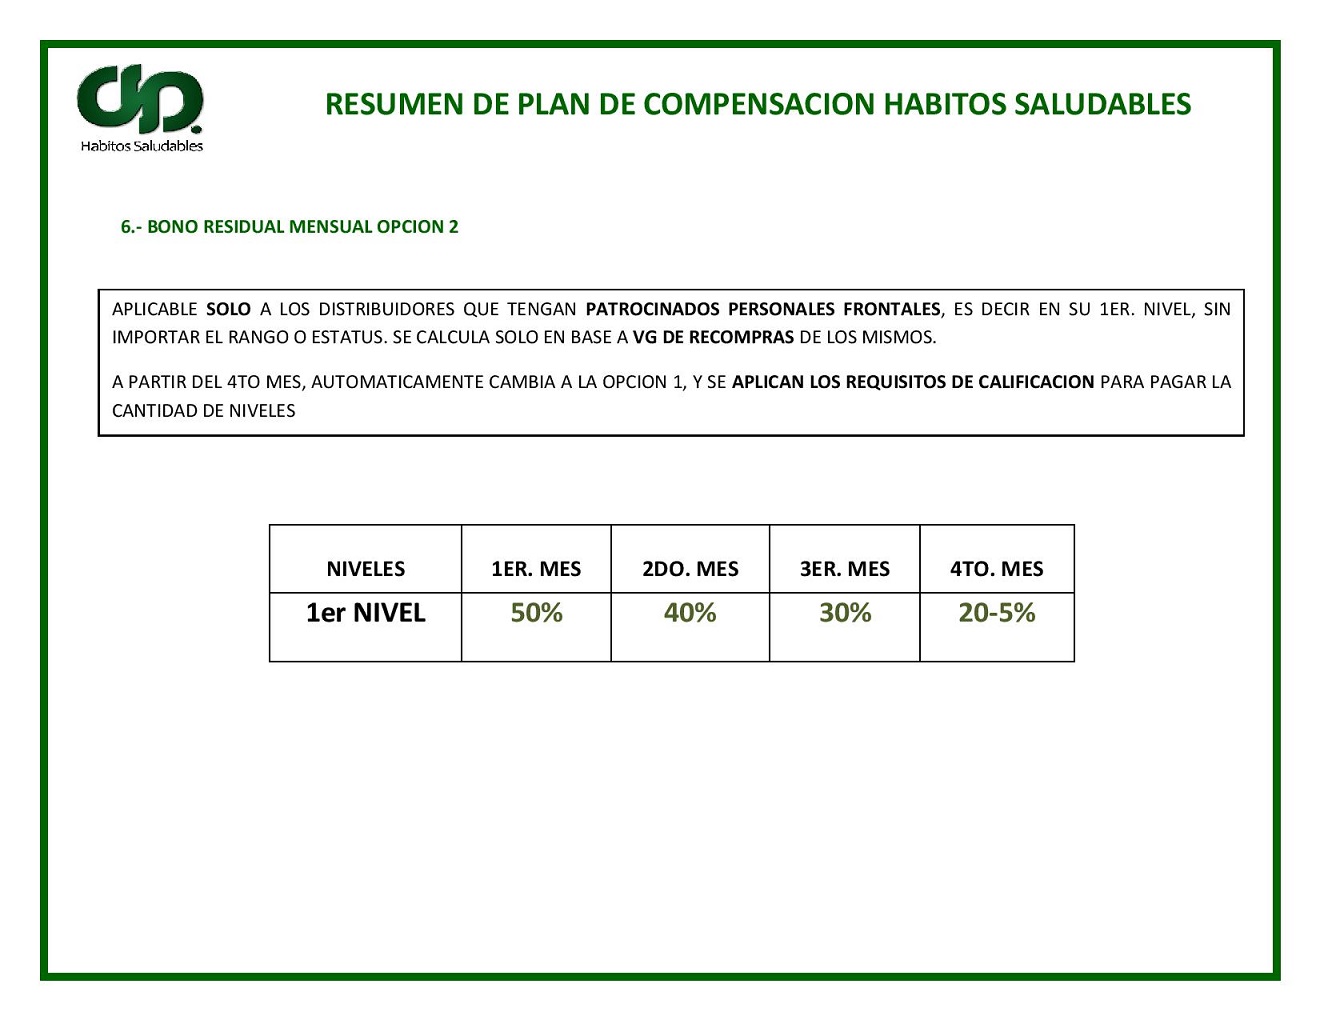 Habitos Saludables
RESUMEN DE PLAN DE COMPENSACION HABITOS SALUDABLES
6.- BONO RESIDUAL MENSUAL OPCION 2
APLICABLE SOLO A LOS DISTRIBUIDORES QUE TENGAN PATROCINADOS PERSONALES FRONTALES, ES DECIR EN SU 1ER. NIVEL, SIN
IMPORTAR EL RANGO O ESTATUS. SE CALCULA SOLO EN BASE A VG DE RECOMPRAS DE LOS MISMOS.
A PARTIR DEL 4TO MES, AUTOMATICAMENTE CAMBIA A LA OPCION 1, Y SE APLICAN LOS REQUISITOS DE CALIFICACION PARA PAGAR LA
CANTIDAD DE NIVELES
NIVELES 1ER. MES 2DO. MES 3ER. MES 4TO. MES
1er NIVEL 50% 40% 30% 20-5%